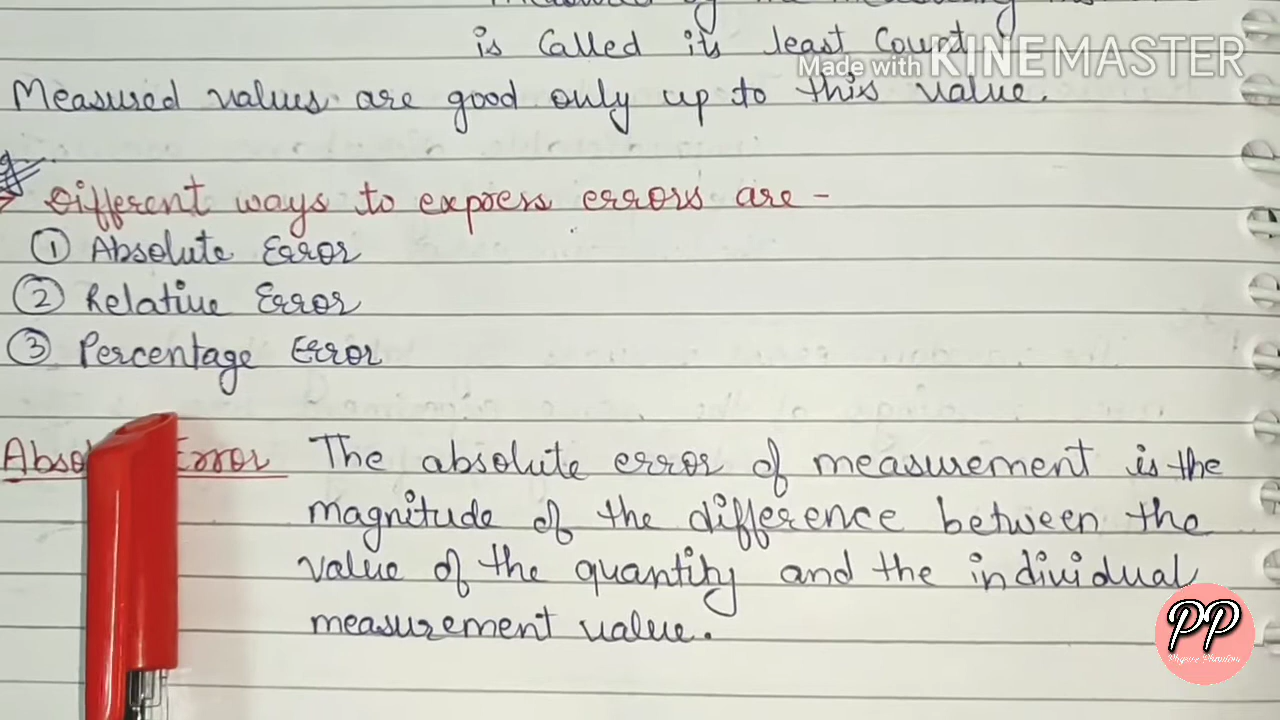 is Called its least Count
Made with KINEMASTER
Measured values are good only up to this value.
Different ways to express errors are -
① Absolute Error
② Relative Error
③ Percentage Error
Error The absolute error of measurement is the
magnitude of the difference between the
value of the quantity and the individual
measurement value.
PP